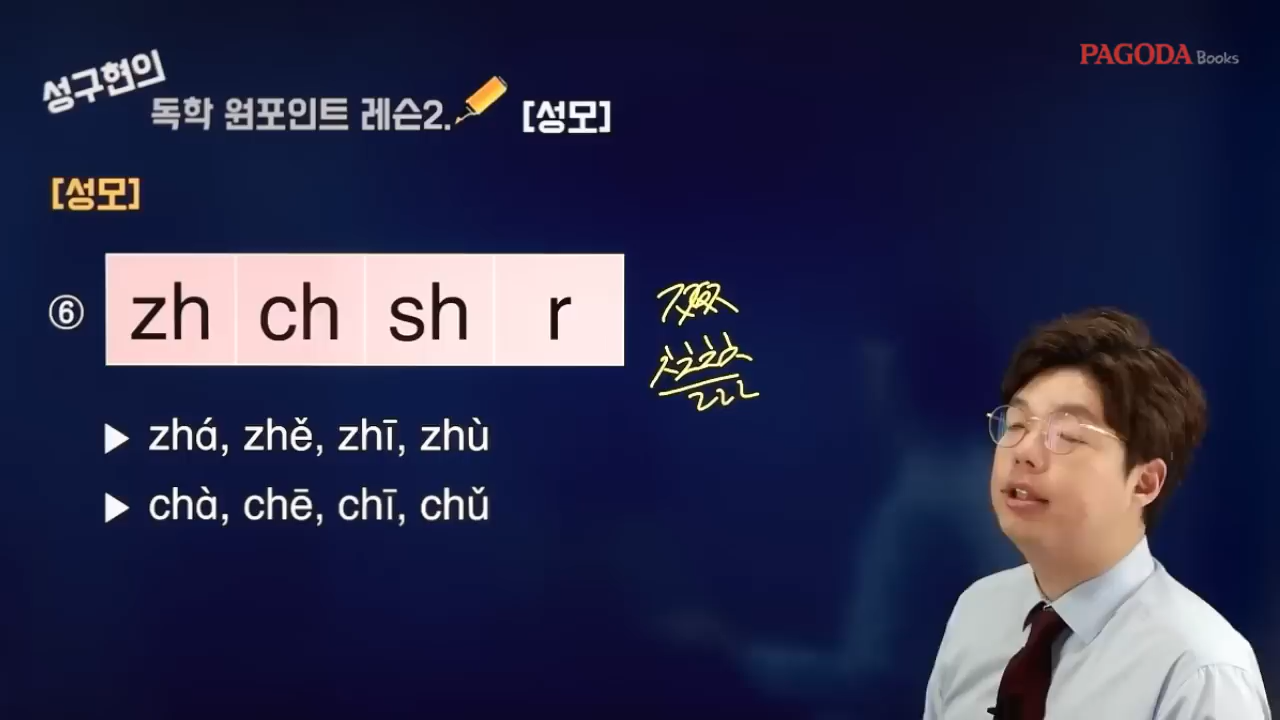 PAGODA Books
성구현의
독학 원포인트 레슨2. [성모]
[성모]
⑥ zh ch sh r
▶ zhá, zhě, zhī, zhù
▶ chà, chē, chī, chǔ